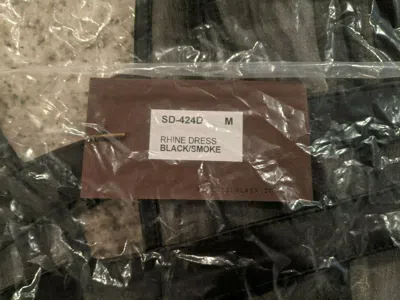 SD-424D M
RHINE DRESS
BLACK/SMOKE